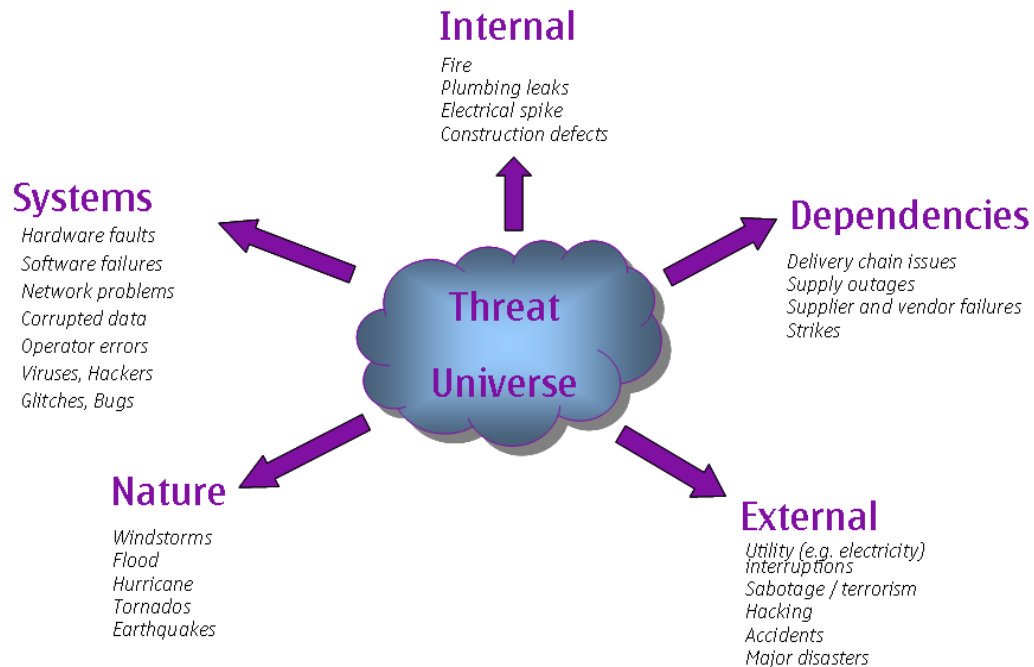 Internal
Fire
Plumbing leaks
Electrical spike
Construction defects
Systems
Hardware faults
Software failures
Network problems
Corrupted data
Operator errors
Viruses, Hackers
Glitches, Bugs
Dependencies
Delivery chain issues
Supply outages
Supplier and vendor failures
Strikes
Threat
Universe
Nature
Windstorms
Flood
Hurricane
Tornados
Earthquakes
External
Utility (e.g. electricity)
interruptions
Sabotage / terrorism
Hacking
Accidents
Major disasters